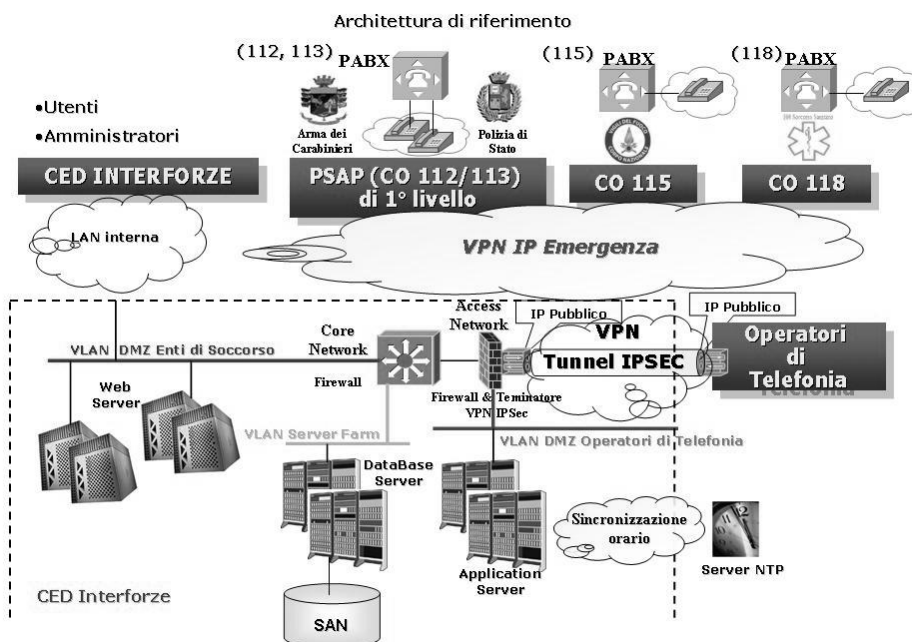 Architettura di riferimento
(112, 113)
PABX
(115)
PABX
(118)
PABX
•Utenti
•Amministratori
Arma dei
Carabinieri
Polizia di
Stato
118 Soccorso Sanitario
CED INTERFORZE
PSAP (CO 112/113)
di 1° livello
CO 115
CO 118
LAN interna
VPN IP Emergenza
IP Pubblico
IP Pubblico
Access
Network
VPN
Core
Network
Operatori
di
Telefonia
VLAN DMZ Enti di Soccorso
Tunnel IPSEC
Firewall
Web
Server
Firewall & Teminatore
VPN IPSec
VLAN Server Farm
VLAN DMZ Operatori di Telefonia
DataBase
Server
Sincronizzazione
orario
Application
Server
Server NTP
CED Interforze
SAN